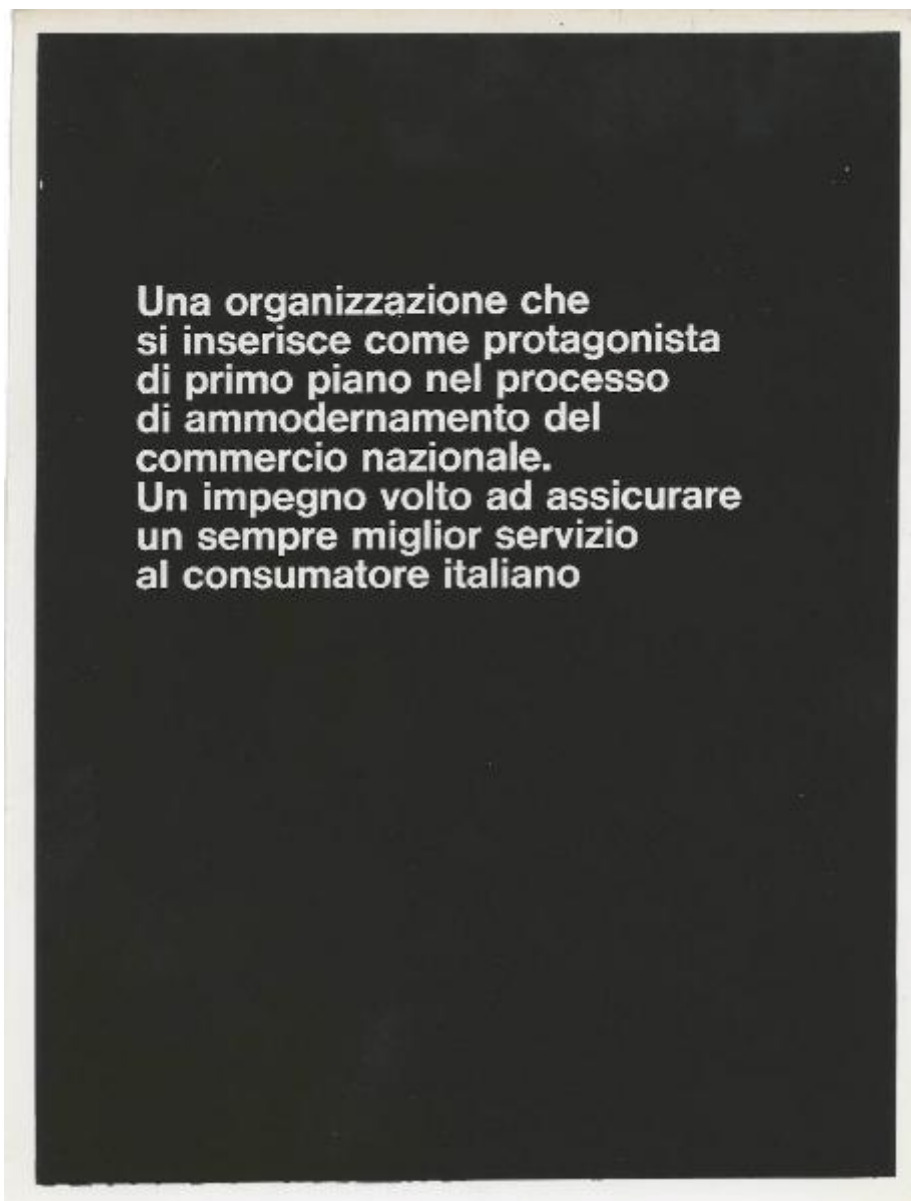 Una organizzazione che
si inserisce come protagonista
di primo piano nel processo
di ammodernamento del
commercio nazionale.
Un impegno volto ad assicurare
un sempre miglior servizio
al consumatore italiano